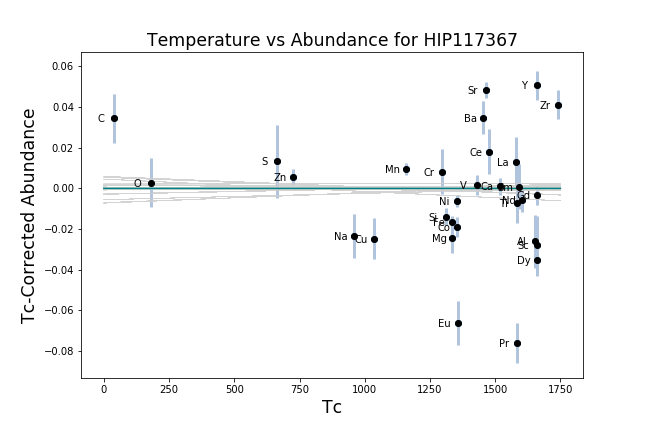 Temperature vs Abundance for HIP117367
Tc-Corrected Abundance
0.06
0.04
0.02
0.00
−0.02
−0.04
−0.06
−0.08
C
O
S
Zn
Na
Cu
Mn
Cr
Sr
Ba
Ce
V
Ca
Ni
Si
Fe
Co
Mg
Eu
Y
Zr
La
Sm
Nd
Gd
Ti
Al
Sc
Dy
Pr
0
250
500
750
1000
1250
1500
1750
Tc